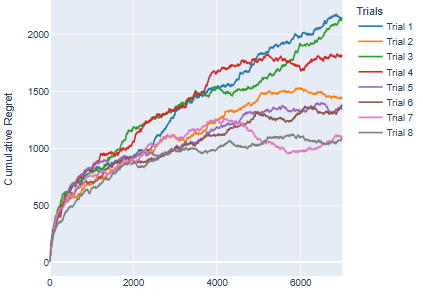 Trials
Trial 1
Trial 2
Trial 3
Trial 4
Trial 5
Trial 6
Trial 7
Trial 8
Cumulative Regret
2000
1500
1000
500
0
0 2000 4000 6000